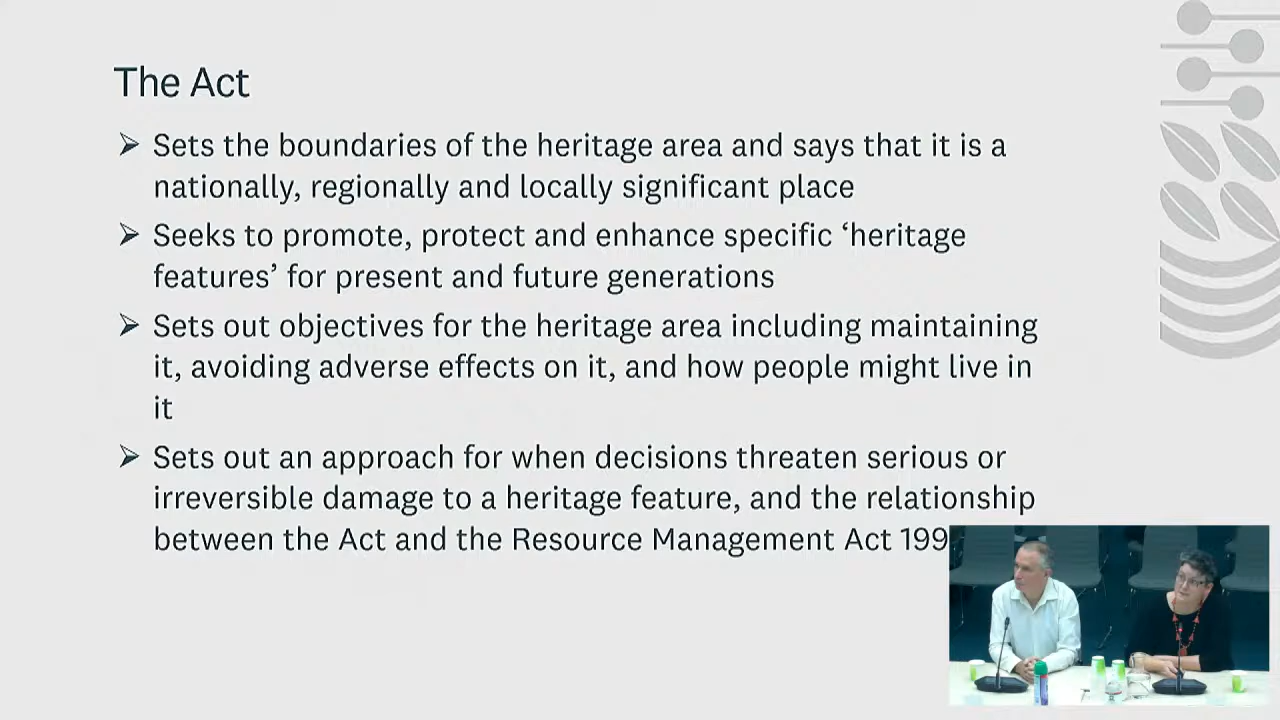 The Act
Sets the boundaries of the heritage area and says that it is a
nationally, regionally and locally significant place
Seeks to promote, protect and enhance specific ‘heritage
features’ for present and future generations
Sets out objectives for the heritage area including maintaining
it, avoiding adverse effects on it, and how people might live in
it
Sets out an approach for when decisions threaten serious or
irreversible damage to a heritage feature, and the relationship
between the Act and the Resource Management Act 199